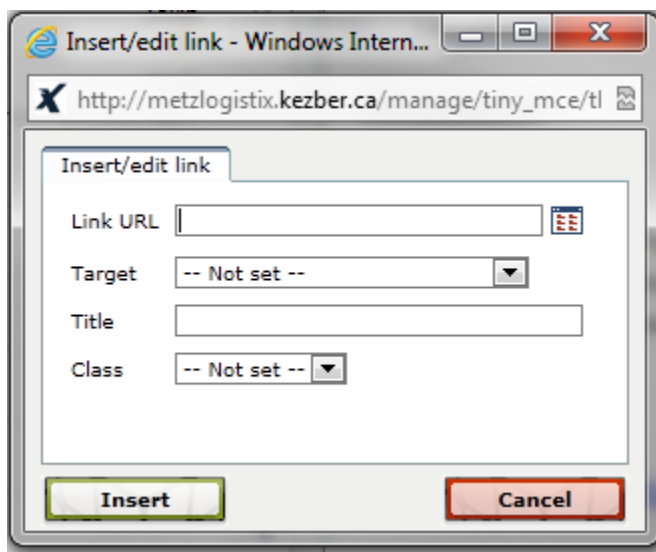 Insert/edit link - Windows Intern...
http://metzlogistix.kezber.ca/manage/tiny_mce/tl
Insert/edit link
Link URL
Target -- Not set --
Title
Class -- Not set --
Insert Cancel